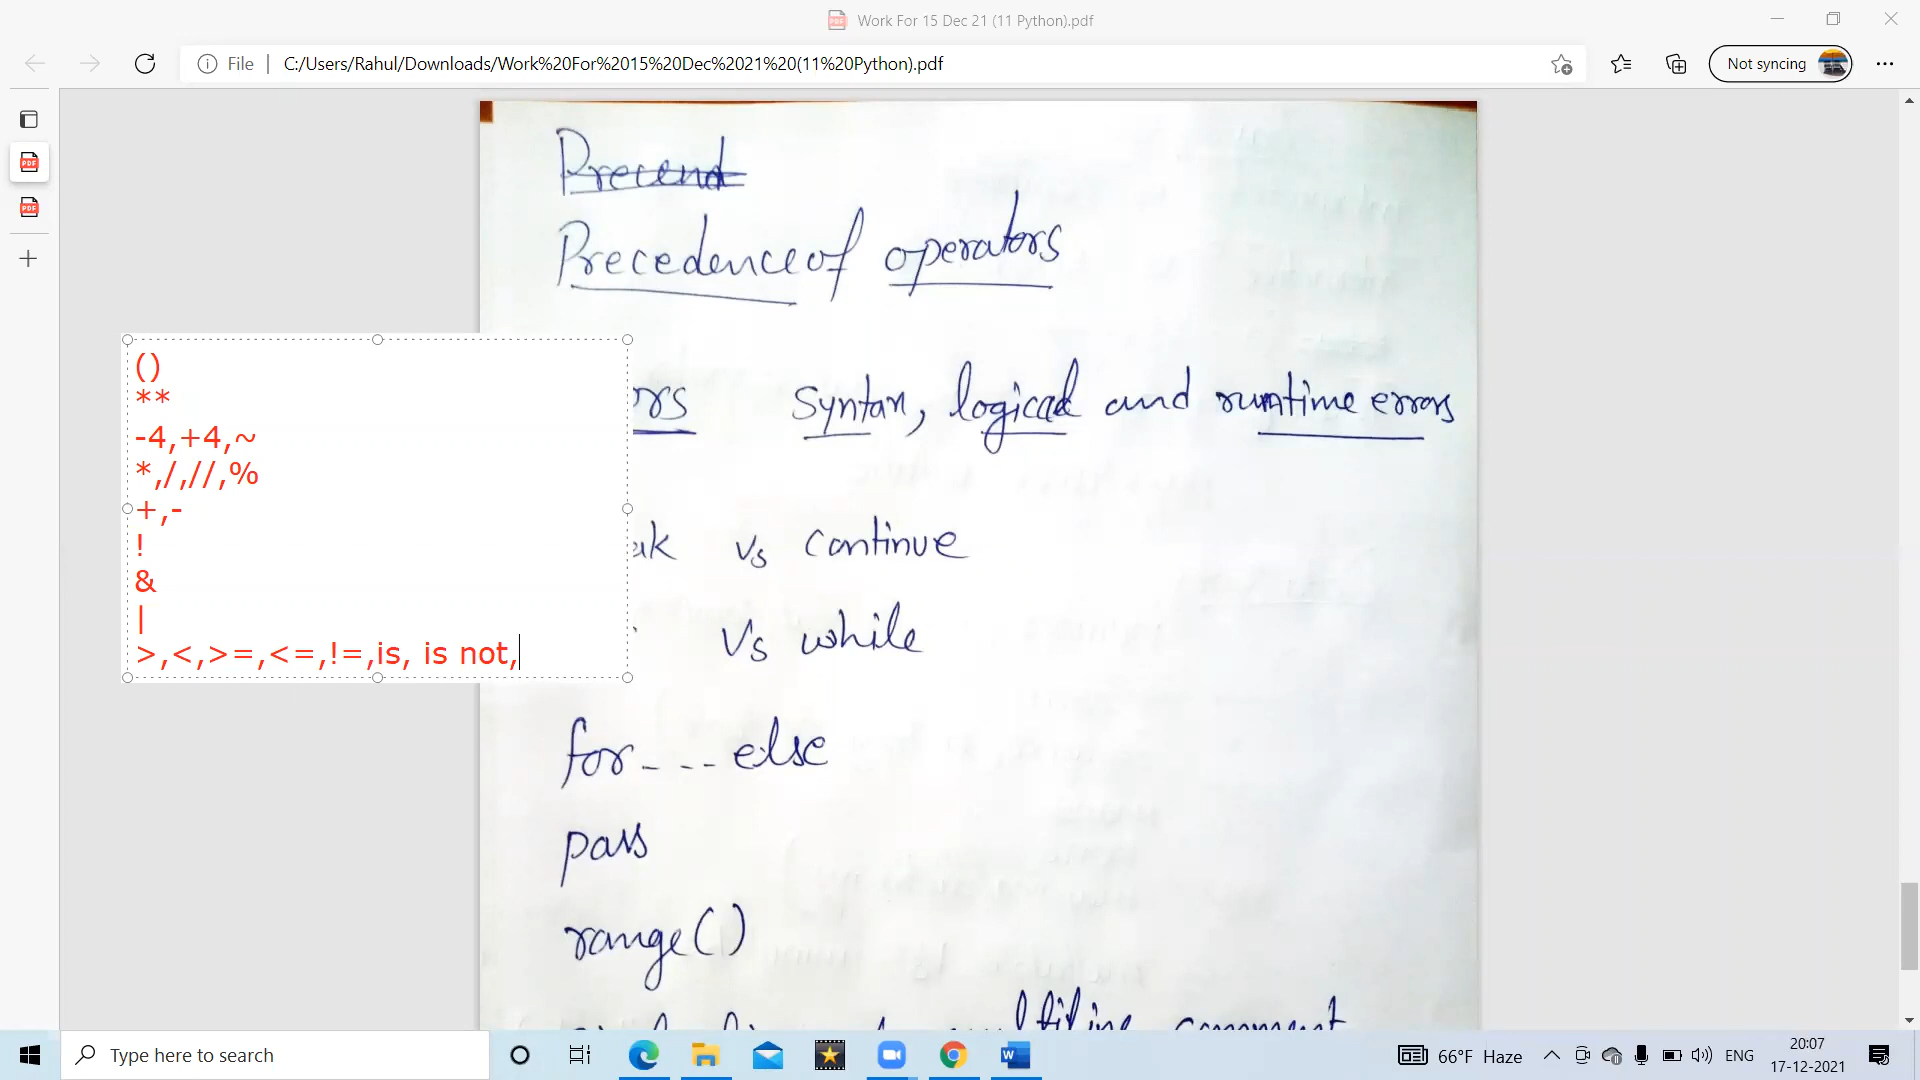 Work For 15 Dec 21 (11 Python).pdf
File | C:/Users/Rahul/Downloads/Work%20For%2015%20Dec%2021%20(11%20Python).pdf
Not syncing
Precend
Precedence of operators
()
**
-4,+4,~
*,/,//,%
+,-
!
&
|
>,<,>=,<=,!=,is, is not,
syntax, logical and runtime errors
Vs continue
Vs while
for---else
pass
range()
Type here to search
66°F Haze
ENG
20:07
17-12-2021